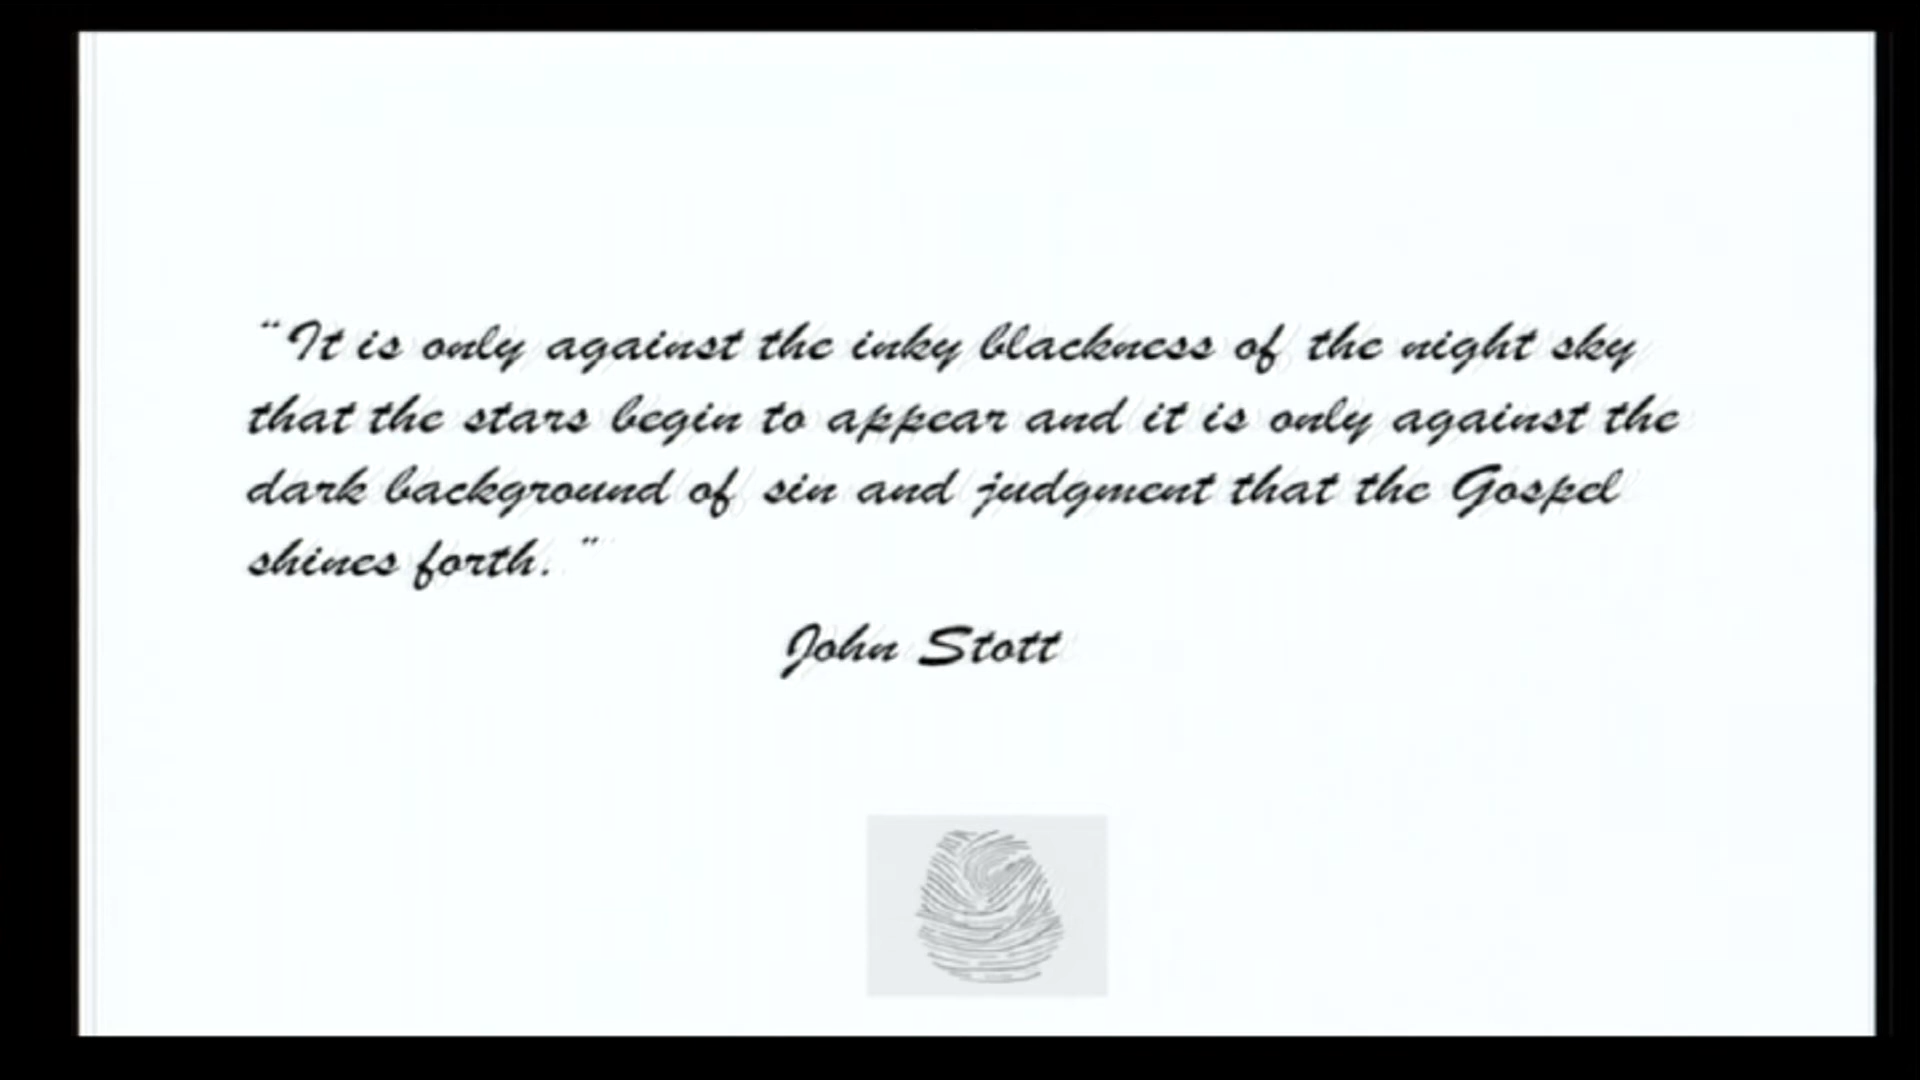 “It is only against the inky blackness of the night sky
that the stars begin to appear and it is only against the
dark background of sin and judgment that the Gospel
shines forth.”
John Stott